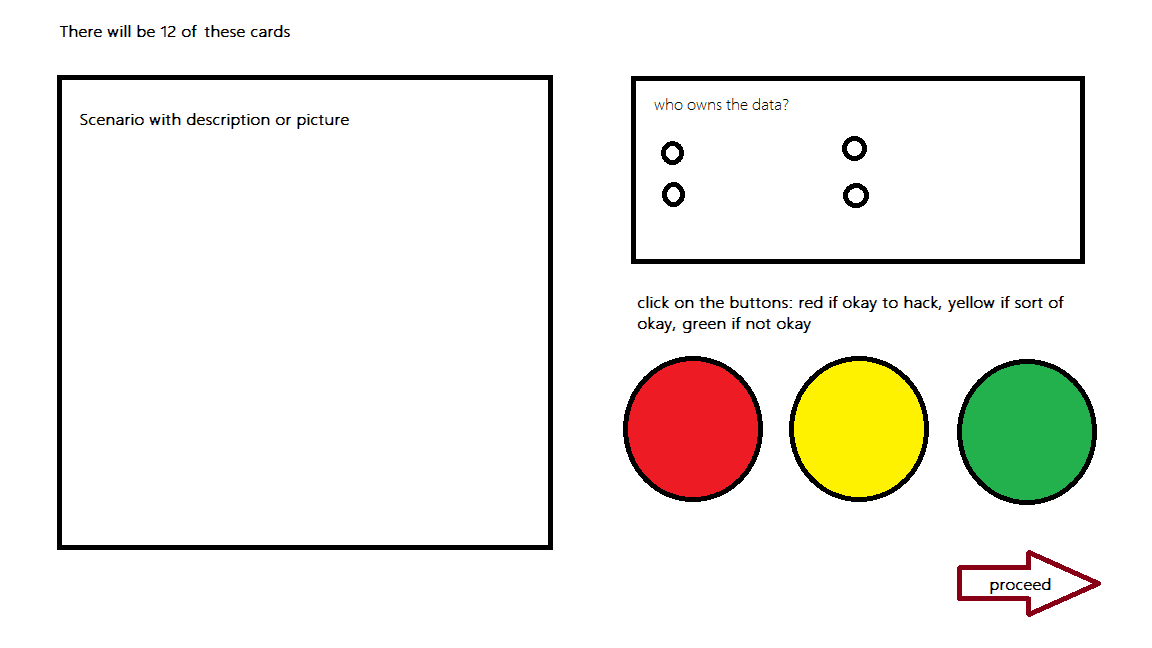 There will be 12 of these cards
Scenario with description or picture
who owns the data?
click on the buttons: red if okay to hack, yellow if sort of
okay, green if not okay
proceed